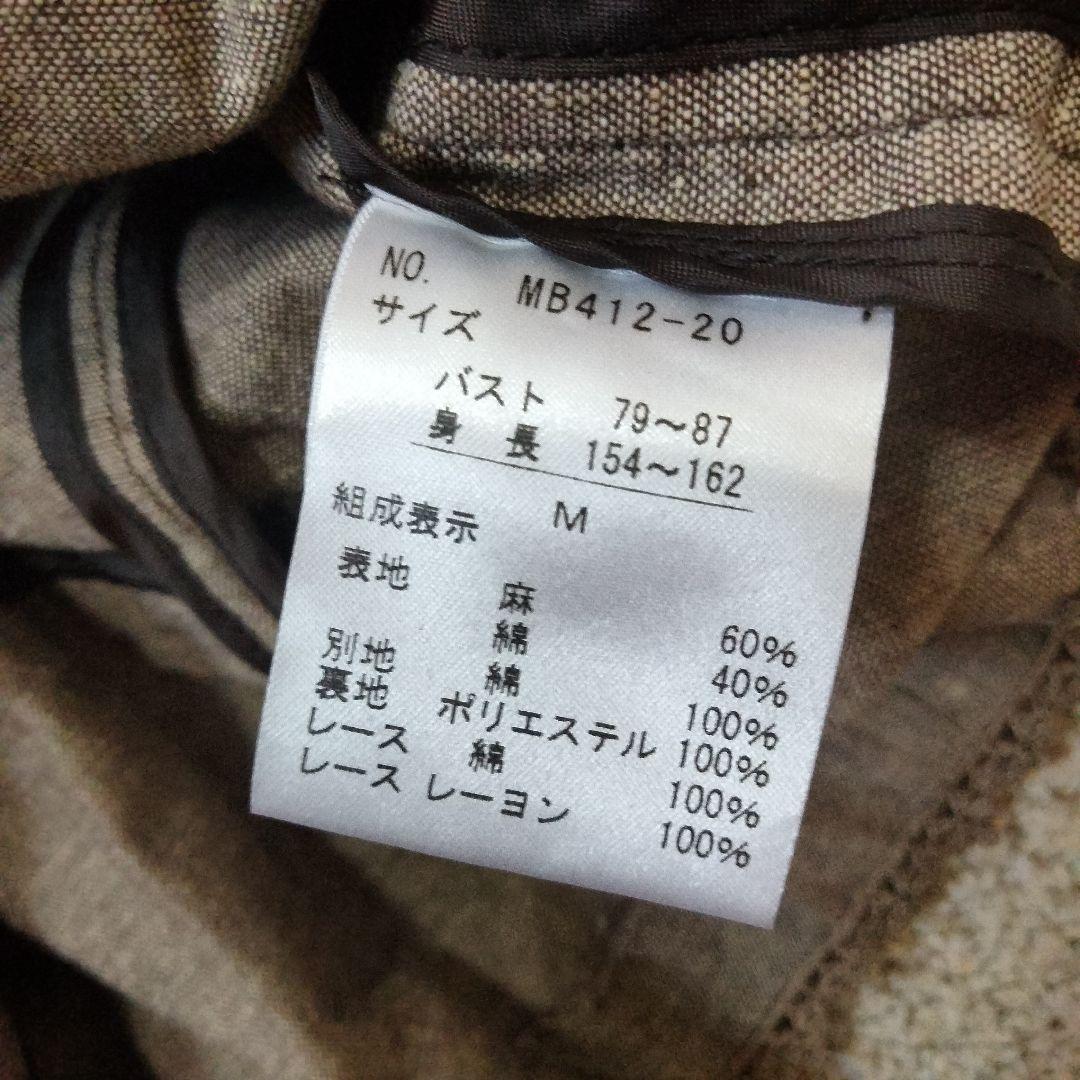 NO. MB412-20
サイズ
バスト 79～87
身長 154～162
M
組成表示
表地 麻 60%
綿 40%
別地 綿 100%
裏地 ポリエステル 100%
レース 綿 100%
レース レーヨン 100%